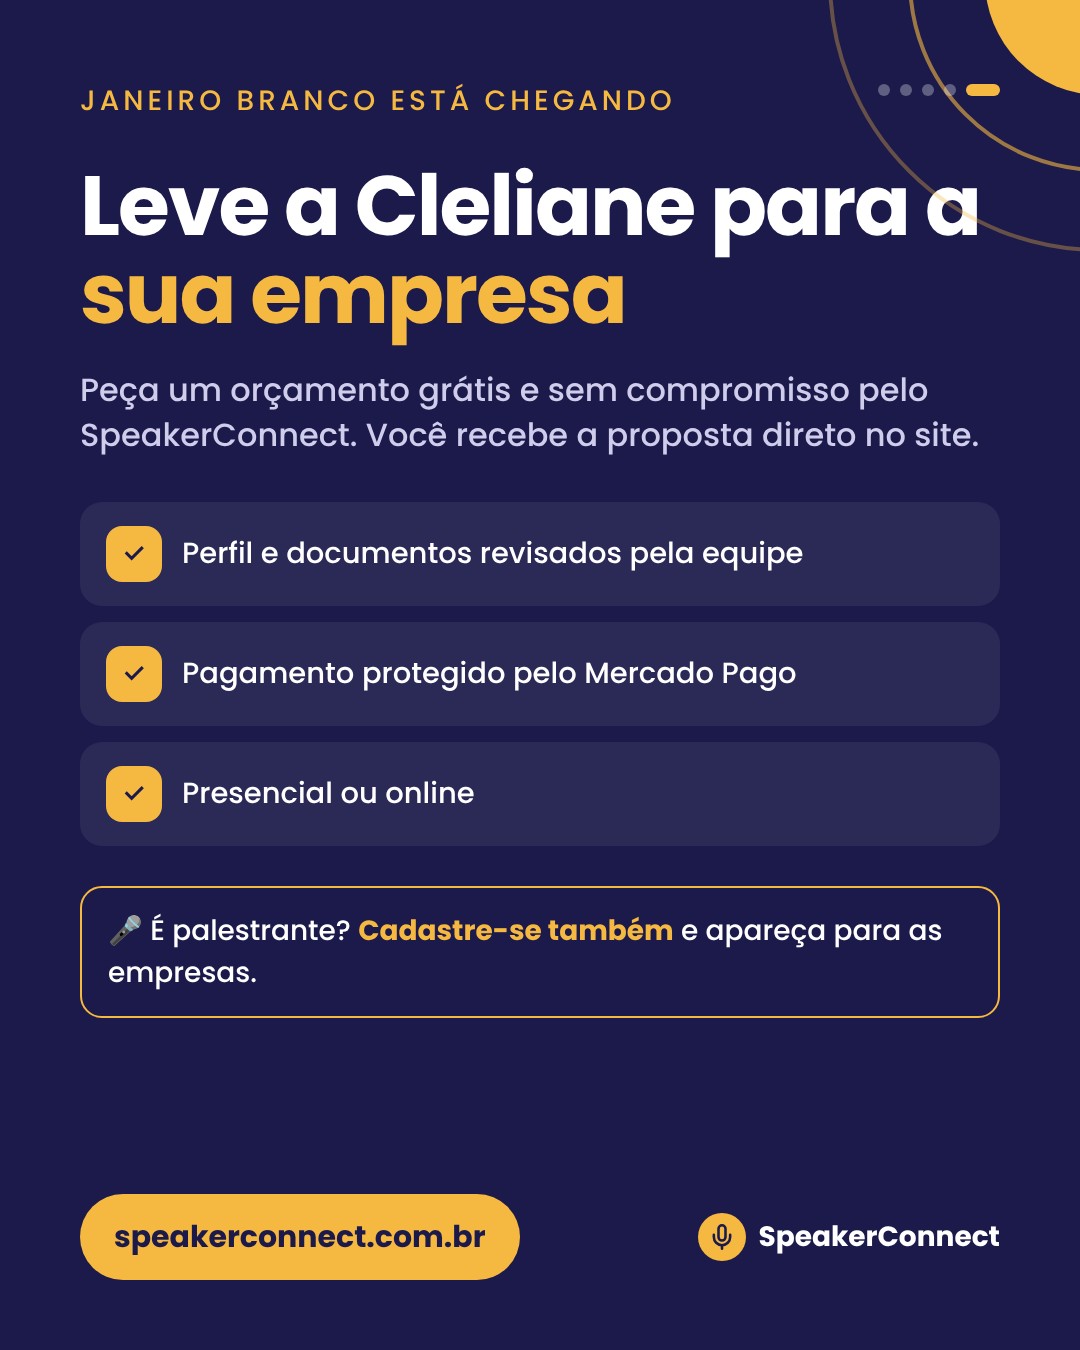 JANEIRO BRANCO ESTÁ CHEGANDO
Leve a Cleliane para a
sua empresa
Peça um orçamento grátis e sem compromisso pelo
SpeakerConnect. Você recebe a proposta direto no site.
Perfil e documentos revisados pela equipe
Pagamento protegido pelo Mercado Pago
Presencial ou online
🎤 É palestrante? Cadastre-se também e apareça para as
empresas.
speakerconnect.com.br
SpeakerConnect